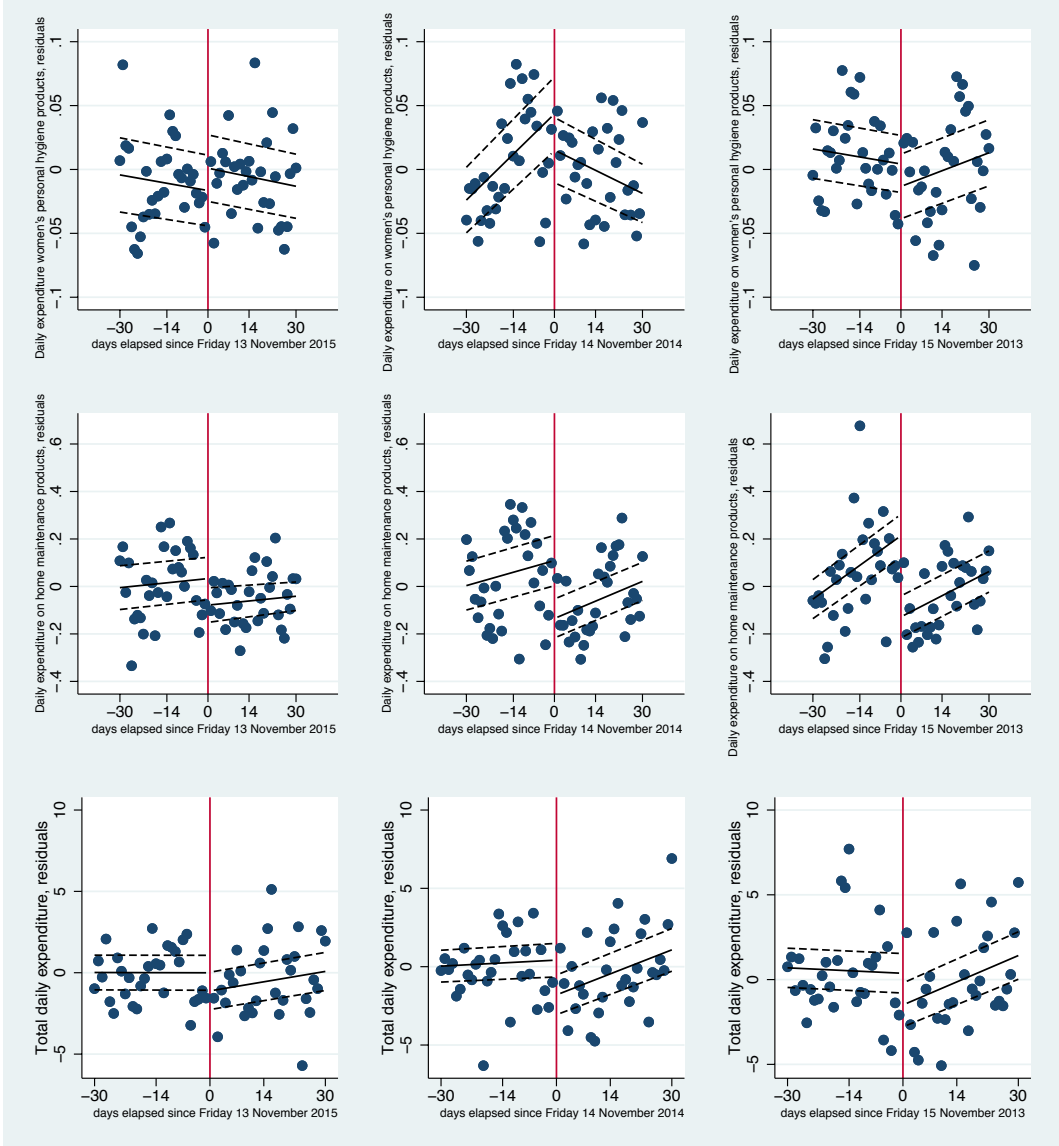 Daily expenditure women's personal hygiene products, residuals
.1
.05
0
−.05
−.1
−30 −14 0 14 30
days elapsed since Friday 13 November 2015
Daily expenditure on women's personal hygiene products, residuals
.1
.05
0
−.05
−.1
−30 −14 0 14 30
days elapsed since Friday 14 November 2014
Daily expenditure on women's personal hygiene products, residuals
.1
.05
0
−.05
−.1
−30 −14 0 14 30
days elapsed since Friday 15 November 2013
Daily expenditure on home maintenance products, residuals
.6
.4
.2
0
−.2
−.4
−30 −14 0 14 30
days elapsed since Friday 13 November 2015
Daily expenditure on home maintenance products, residuals
.6
.4
.2
0
−.2
−.4
−30 −14 0 14 30
days elapsed since Friday 14 November 2014
Daily expenditure on home maintenance products, residuals
.6
.4
.2
0
−.2
−.4
−30 −14 0 14 30
days elapsed since Friday 15 November 2013
Total daily expenditure, residuals
10
5
0
−5
−30 −14 0 14 30
days elapsed since Friday 13 November 2015
Total daily expenditure, residuals
10
5
0
−5
−30 −14 0 14 30
days elapsed since Friday 14 November 2014
Total daily expenditure, residuals
10
5
0
−5
−30 −14 0 14 30
days elapsed since Friday 15 November 2013